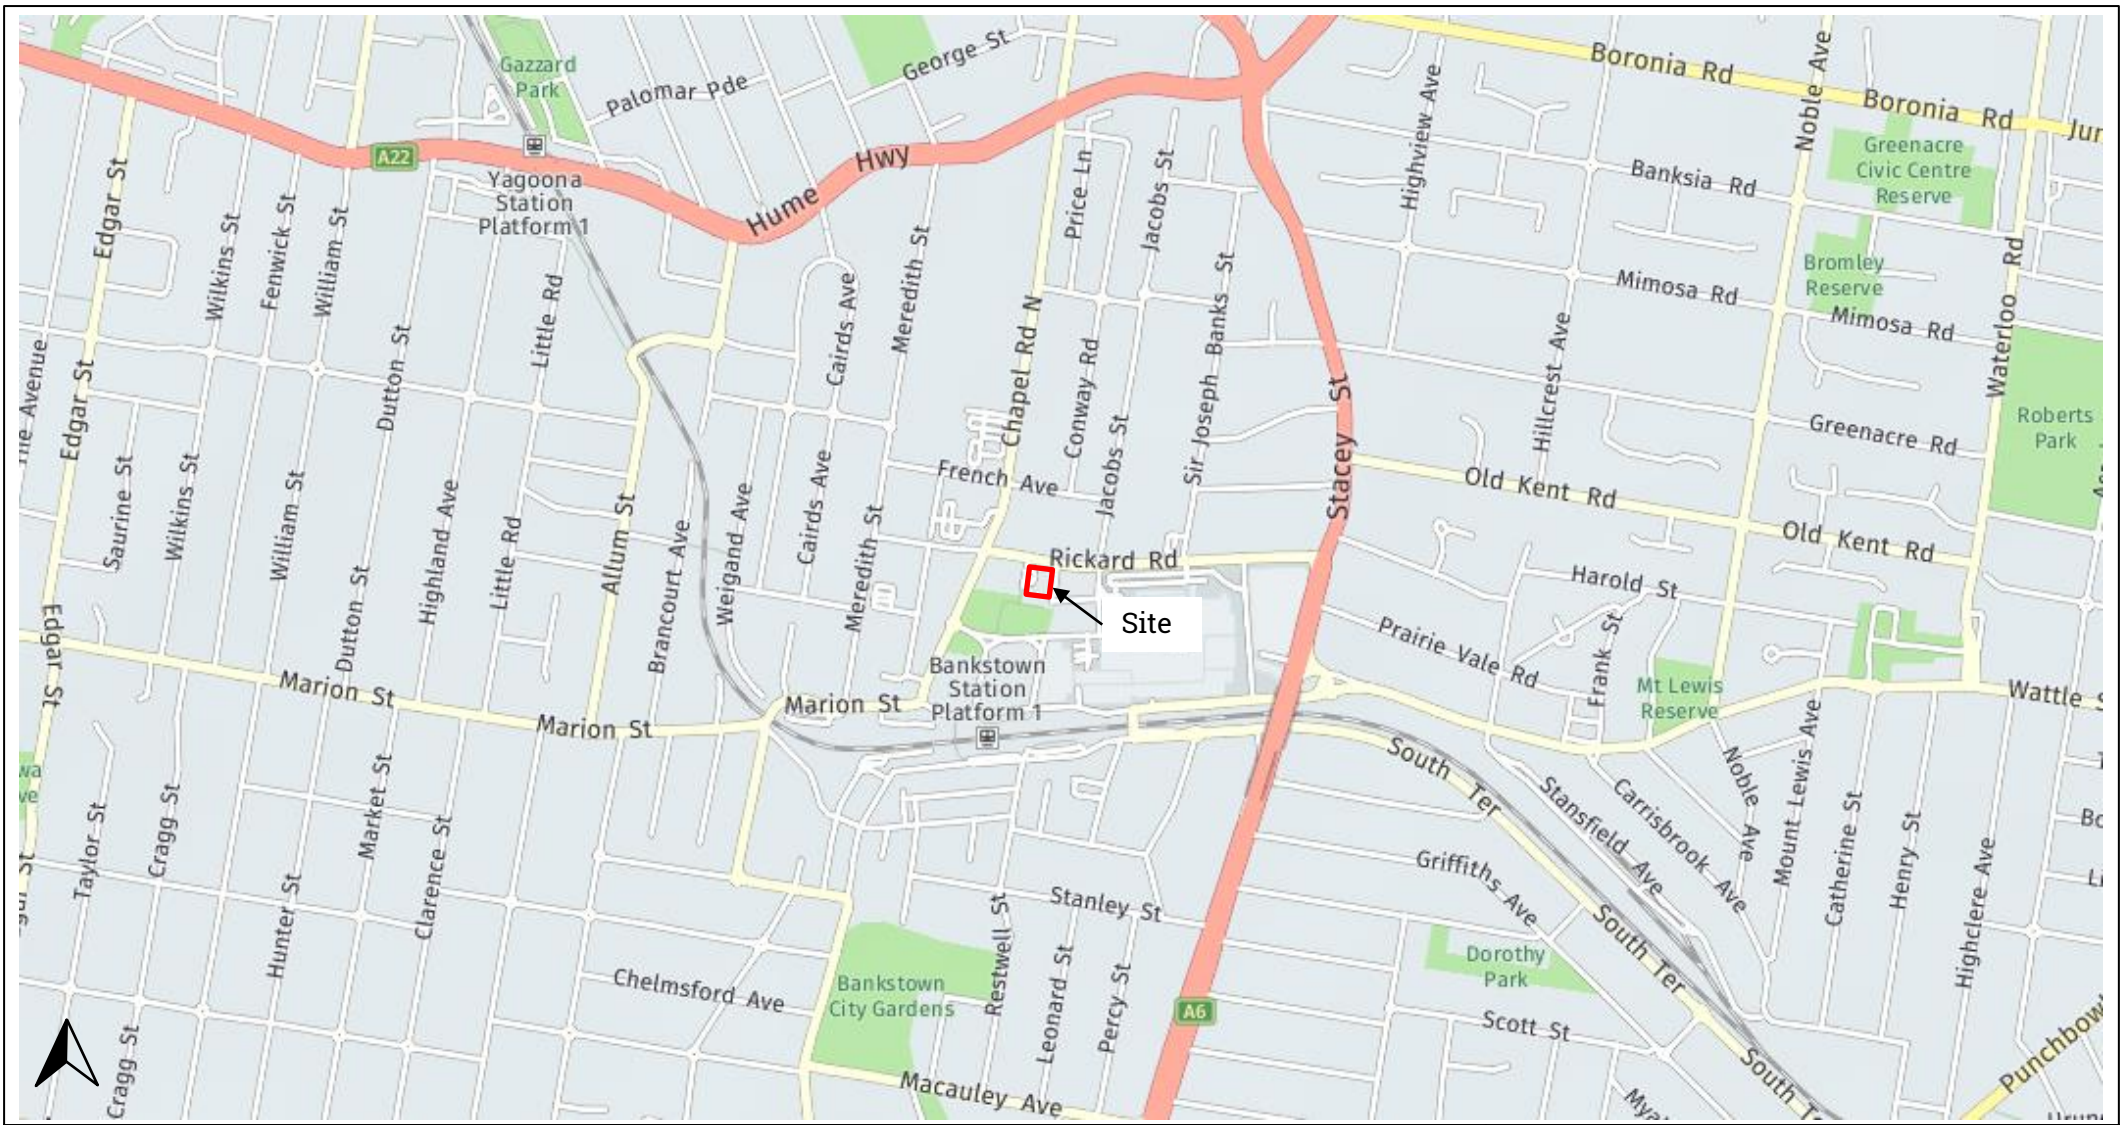 Gazzard
Park
Palomar Pde
George St
Boronia Rd
Boronia Rd
Noble Ave
A22
Hume Hwy
Yagoona
Station
Platform 1
Edgar St
Wilkins St
Fenwick St
William St
Price Ln
Jacobs St
Highview Ave
Banksia Rd
Greenacre
Civic Centre
Reserve
Bromley
Reserve
Mimosa Rd
Mimosa Rd
Waterloo Rd
Little Rd
Dutton St
Cairds Ave
Meredith St
Chapel Rd N
Conway Rd
Sir Joseph Banks St
Stacey St
Hillcrest Ave
Greenacre Rd
Roberts
Park
Avenue
Edgar St
Saurine St
Wilkins St
William St
Highland Ave
Little Rd
Allum St
Brancourt Ave
Weigand Ave
Cairds Ave
Meredith St
French Ave
Jacobs St
Old Kent Rd
Old Kent Rd
Rickard Rd
Site
Harold St
Prairie Vale Rd
Frank St
Mt Lewis
Reserve
Wattle
Edgar St
Dutton St
Marion St
Marion St
Marion St
Bankstown
Station
Platform 1
South Ter
Stansfield Ave
Carrisbrook Ave
Noble Ave
Mount Lewis Ave
Catherine St
Henry St
Highclere Ave
Taylor St
Cragg St
Market St
Clarence St
Hunter St
Stanley St
Griffiths Ave
Restwell St
Leonard St
Percy St
Chelmsford Ave
Bankstown
City Gardens
A6
Dorothy
Park
South Ter
Scott St
Cragg St
Macauley Ave
South
Punchbowl